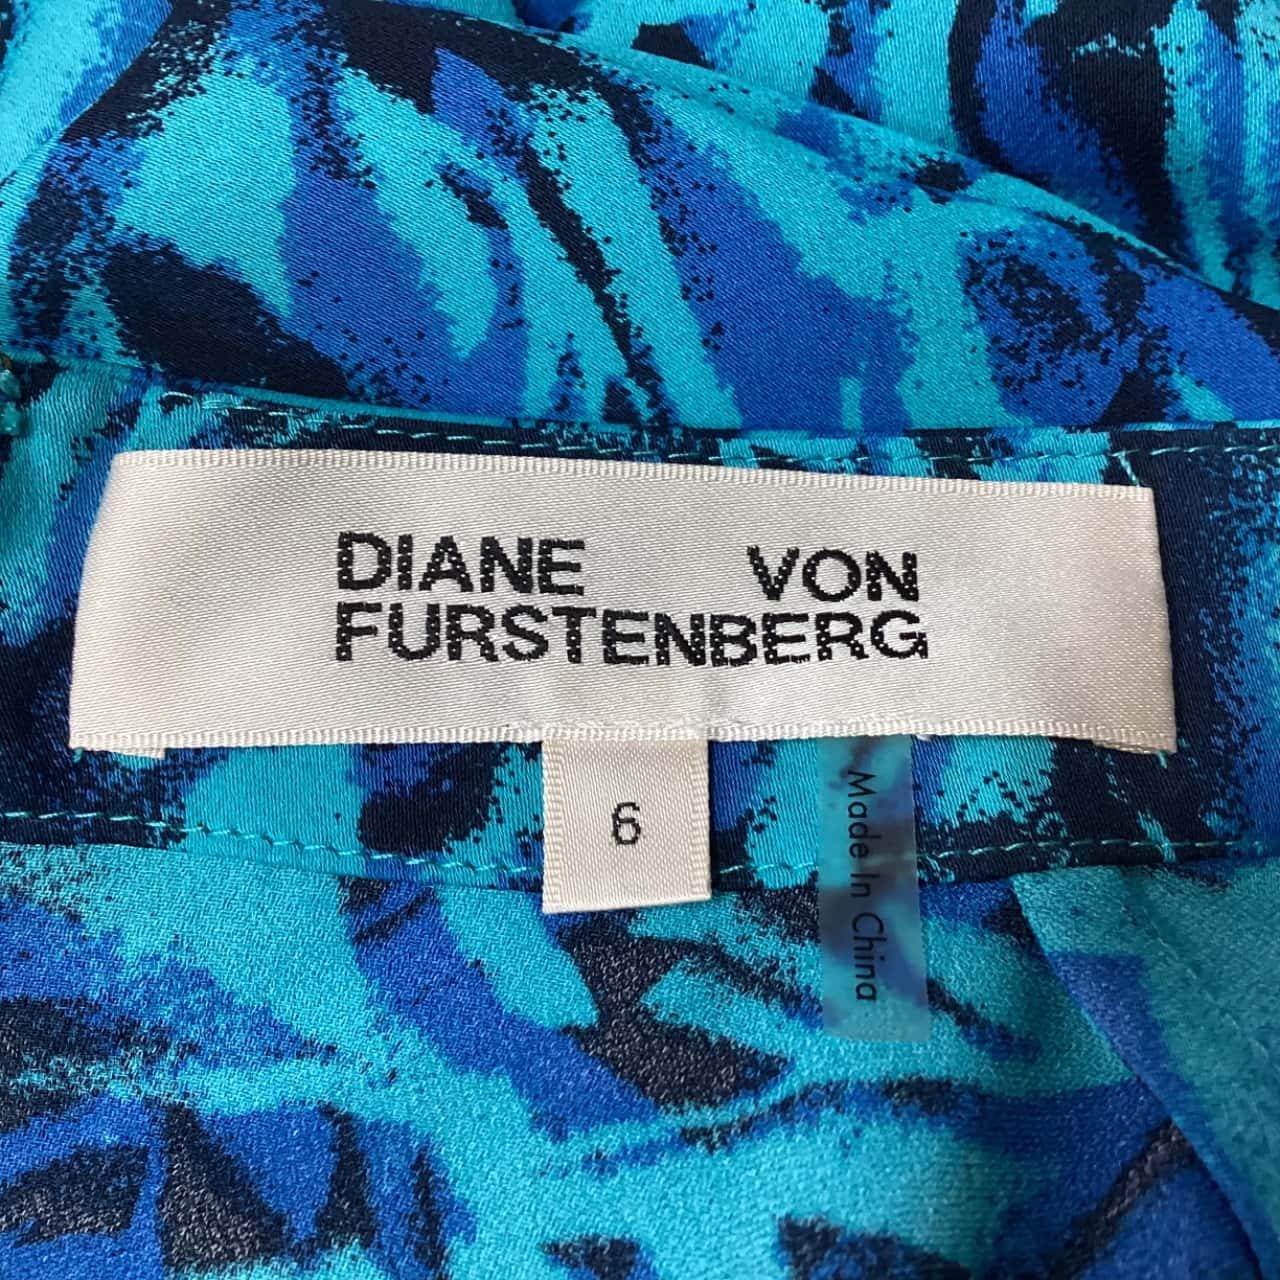 DIANE VON
FURSTENBERG
6
Made In China